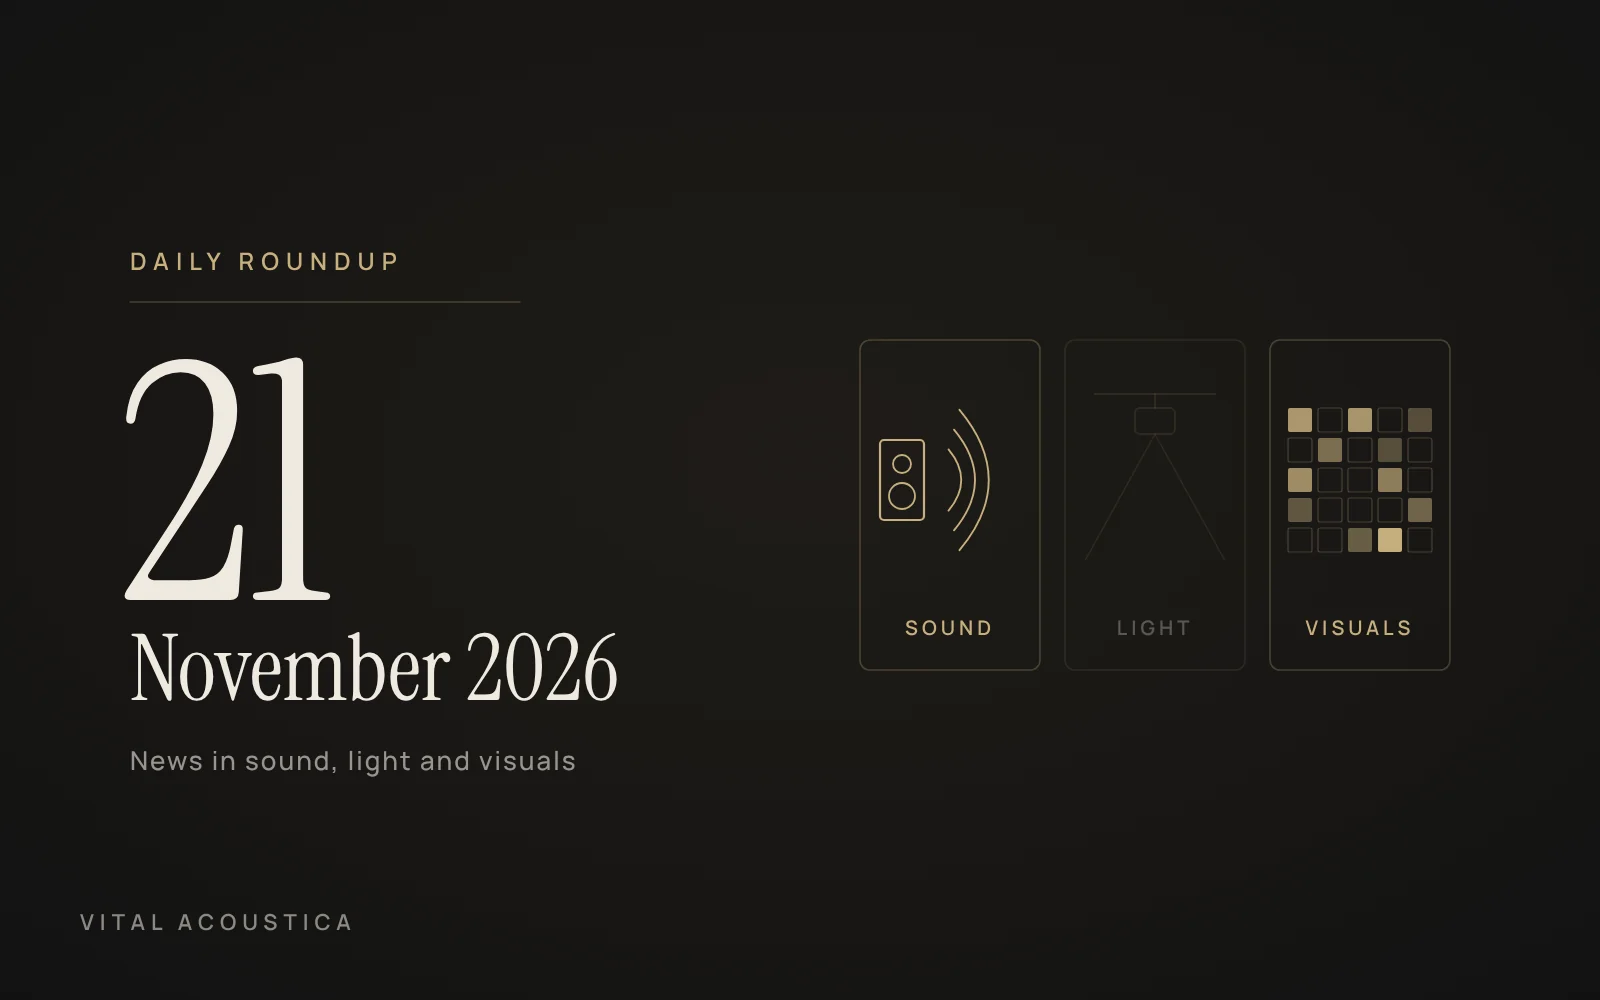 DAILY ROUNDUP
21
November 2026
News in sound, light and visuals
SOUND
LIGHT
VISUALS
VITAL ACOUSTICA